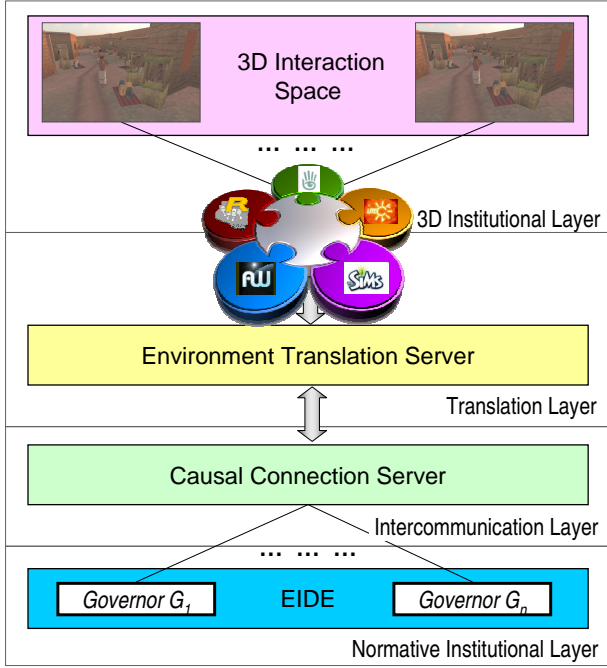 3D Interaction
Space
... ... ...
R
AW
SiMs
3D Institutional Layer
Environment Translation Server
Translation Layer
Causal Connection Server
Intercommunication Layer
... ... ...
Governor G1
EIDE
Governor Gn
Normative Institutional Layer